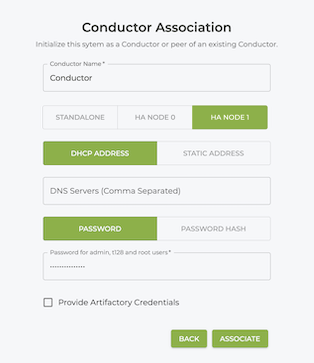 Conductor Association
Initialize this sytem as a Conductor or peer of an existing Conductor.
Conductor Name *
Conductor
STANDALONE HA NODE 0 HA NODE 1
DHCP ADDRESS STATIC ADDRESS
DNS Servers (Comma Separated)
PASSWORD PASSWORD HASH
Password for admin, t128 and root users *
Provide Artifactory Credentials
BACK ASSOCIATE